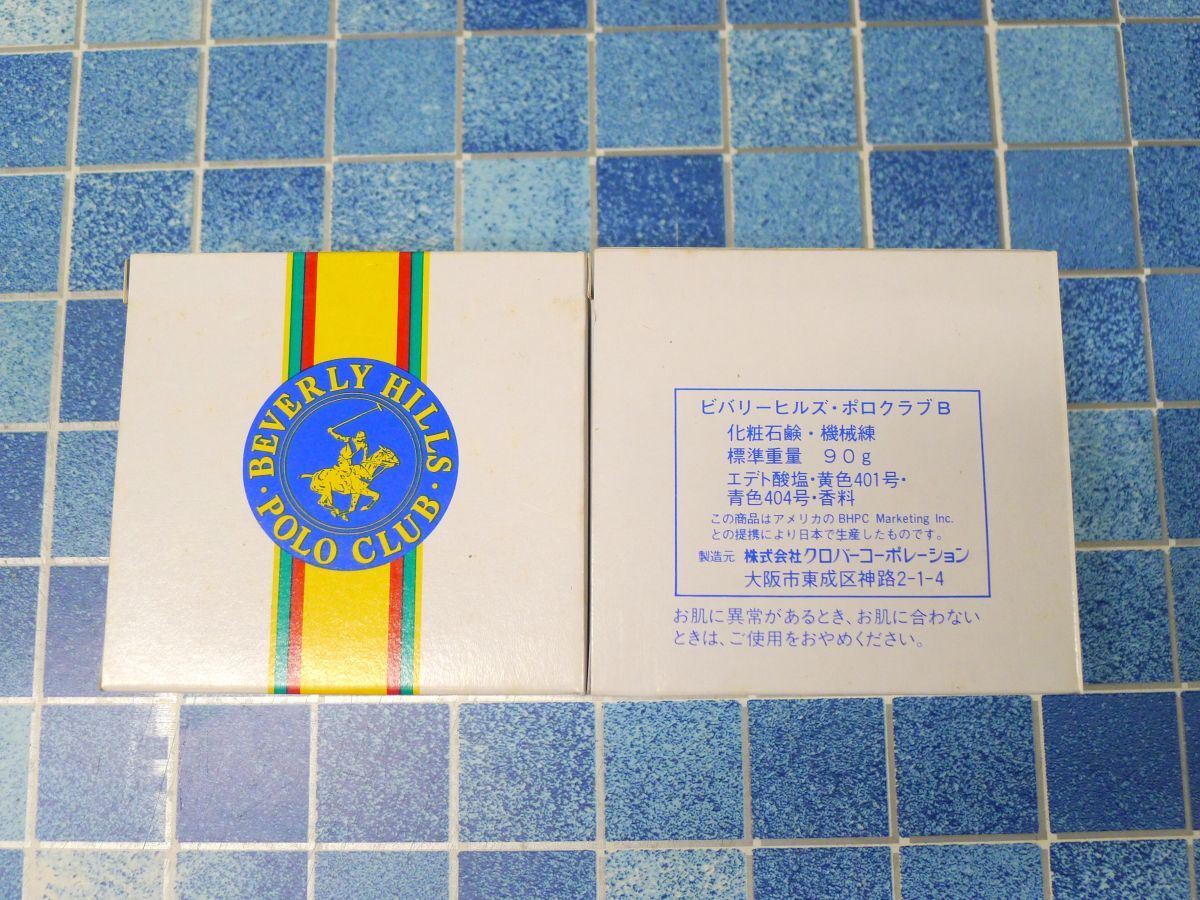 BEVERLY HILLS
POLO CLUB
ビバリーヒルズ・ポロクラブB
化粧石鹸・機械練
標準重量 90g
エデト酸塩・黄色401号・
青色404号・香料
この商品はアメリカのBHPC Marketing Inc.
との提携により日本で生産したものです。
製造元 株式会社クロバーコーポレーション
大阪市東成区神路2-1-4
お肌に異常があるとき、お肌に合わない
ときは、ご使用をおやめください。